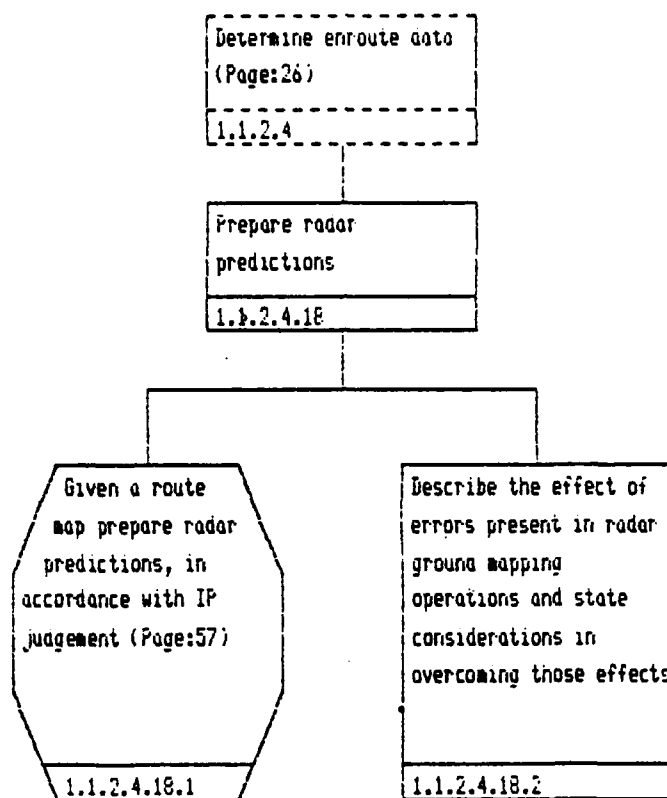 Determine enroute data
(Page:26)
1.1.2.4
Prepare radar
predictions
1.1.2.4.18
Given a route
map prepare radar
predictions, in
accordance with IP
judgement (Page:57)
1.1.2.4.18.1
Describe the effect of
errors present in radar
ground mapping
operations and state
considerations in
overcoming those effects
1.1.2.4.18.2